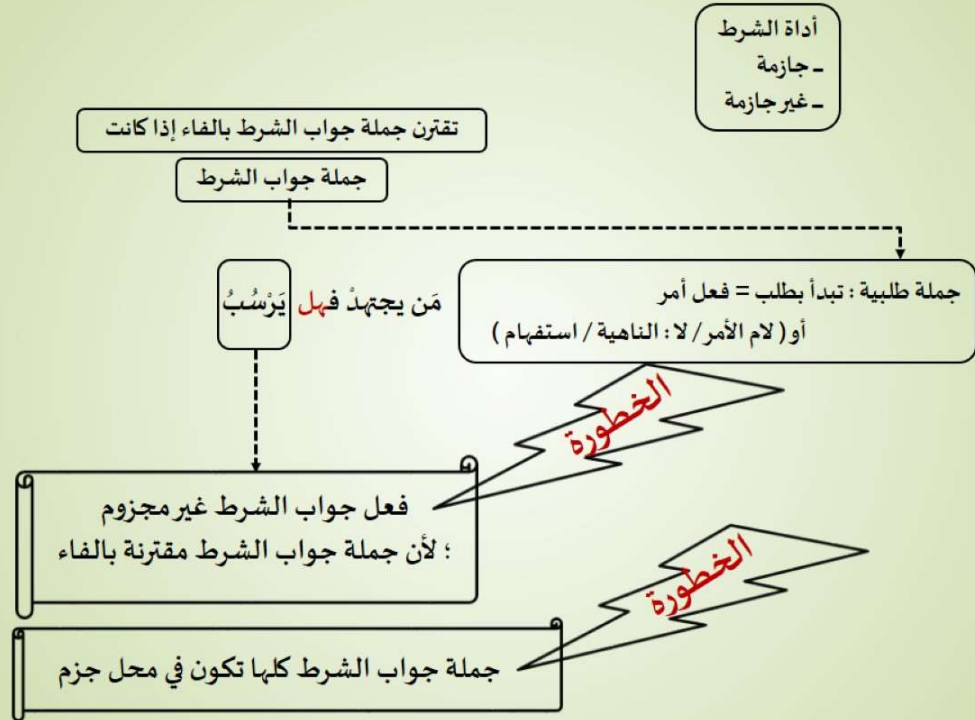 أداة الشرط
ـ جازمة
ـ غير جازمة
تقترن جملة جواب الشرط بالفاء إذا كانت
جملة جواب الشرط
جملة طلبية : تبدأ بطلب = فعل أمر
أو ( لام الأمر / لا : الناهية / استفهام )
مَن يجتهدْ فهل يَرْسُبُ
الخطورة
فعل جواب الشرط غير مجزوم
؛ لأن جملة جواب الشرط مقترنة بالفاء
الخطورة
جملة جواب الشرط كلها تكون في محل جزم